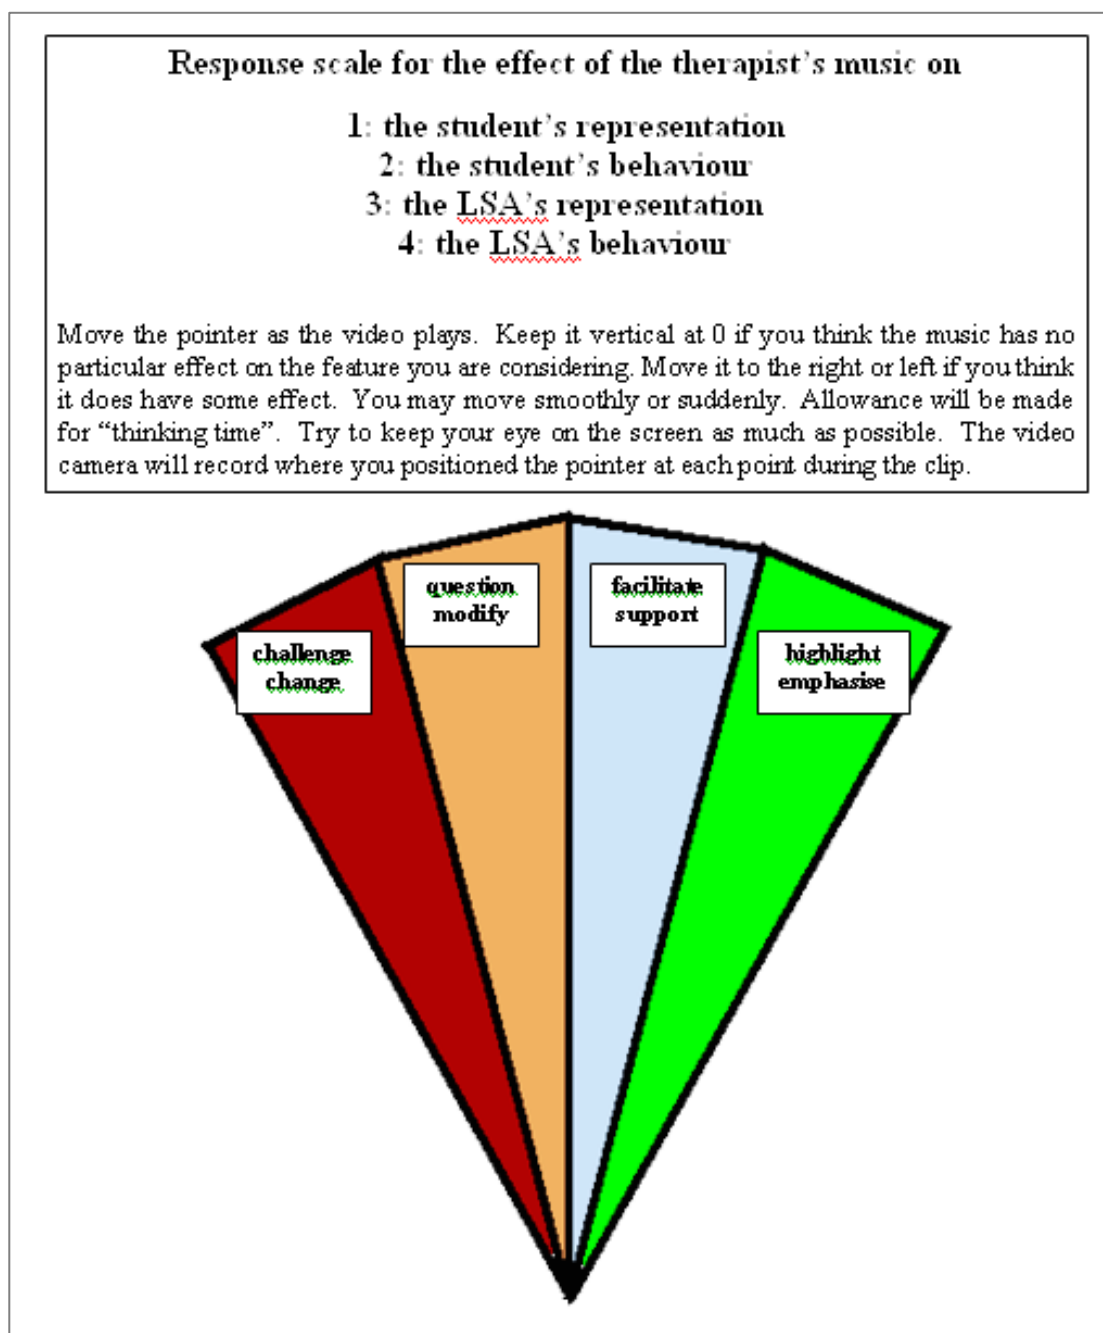 Response scale for the effect of the therapist's music on
1: the student's representation
2: the student's behaviour
3: the LSA's representation
4: the LSA's behaviour
Move the pointer as the video plays. Keep it vertical at 0 if you think the music has no
particular effect on the feature you are considering. Move it to the right or left if you think
it does have some effect. You may move smoothly or suddenly. Allowance will be made
for “thinking time”. Try to keep your eye on the screen as much as possible. The video
camera will record where you positioned the pointer at each point during the clip.
challenge
change
question
modify
facilitate
support
highlight
emphasise